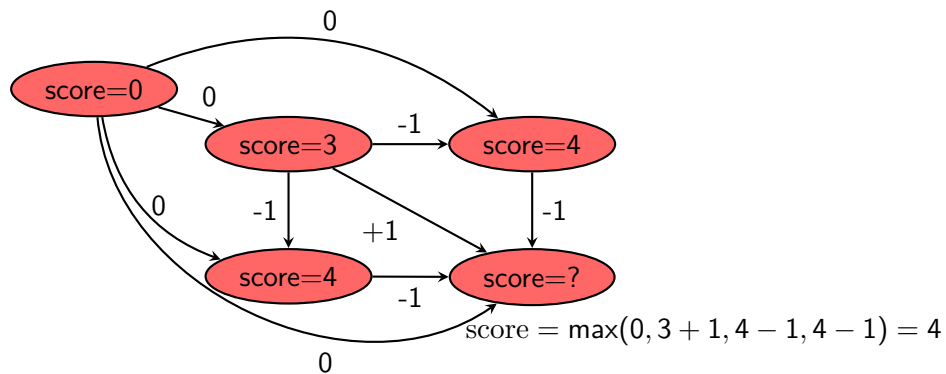 0
score=0
0
score=3
-1
score=4
0
-1
+1
-1
score=4
-1
score=?
score = max(0, 3 + 1, 4 − 1, 4 − 1) = 4
0